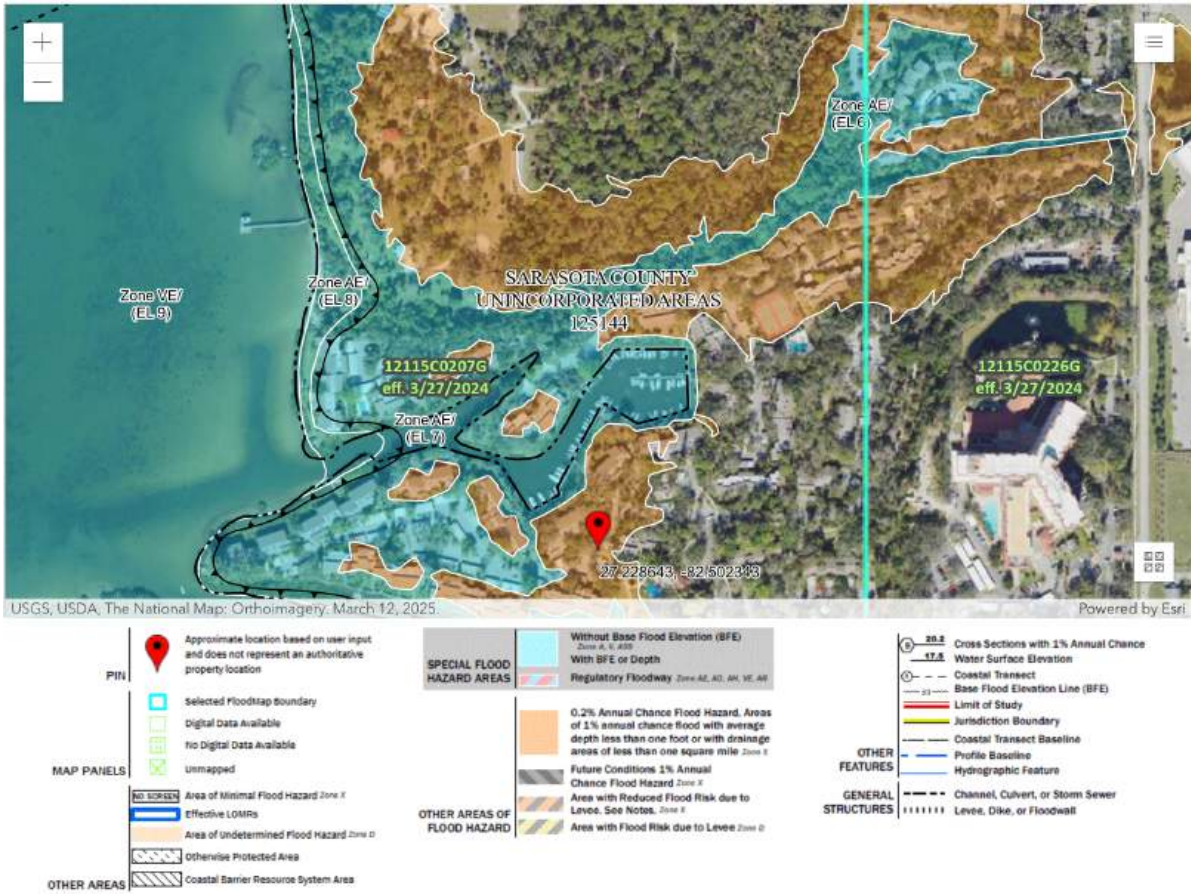 +
−
Zone AE/
(EL 6)
SARASOTA COUNTY
UNINCORPORATED AREAS
125144
Zone AE/
(EL 8)
Zone VE/
(EL 9)
12115C0207G
eff. 3/27/2024
12115C0226G
eff. 3/27/2024
Zone AE/
(EL 7)
27.228643, -82.502343
USGS, USDA, The National Map: Orthoimagery. March 12, 2025.
Powered by Esri
PIN
Approximate location based on user input
and does not represent an authoritative
property location
MAP PANELS
Selected FloodMap Boundary
Digital Data Available
No Digital Data Available
Unmapped
OTHER AREAS
NO SCREEN Area of Minimal Flood Hazard Zone X
Effective LOMRs
Area of Undetermined Flood Hazard Zone D
Otherwise Protected Area
Coastal Barrier Resource System Area
SPECIAL FLOOD
HAZARD AREAS
Without Base Flood Elevation (BFE)
Zone A, V, A99
With BFE or Depth
Regulatory Floodway Zone AE, AO, AH, VE, AR
OTHER AREAS OF
FLOOD HAZARD
0.2% Annual Chance Flood Hazard, Areas
of 1% annual chance flood with average
depth less than one foot or with drainage
areas of less than one square mile Zone X
Future Conditions 1% Annual
Chance Flood Hazard Zone X
Area with Reduced Flood Risk due to
Levee. See Notes. Zone X
Area with Flood Risk due to Levee Zone D
OTHER
FEATURES
20.2 Cross Sections with 1% Annual Chance
17.5 Water Surface Elevation
Coastal Transect
Base Flood Elevation Line (BFE)
Limit of Study
Jurisdiction Boundary
Coastal Transect Baseline
Profile Baseline
Hydrographic Feature
GENERAL
STRUCTURES
Channel, Culvert, or Storm Sewer
Levee, Dike, or Floodwall